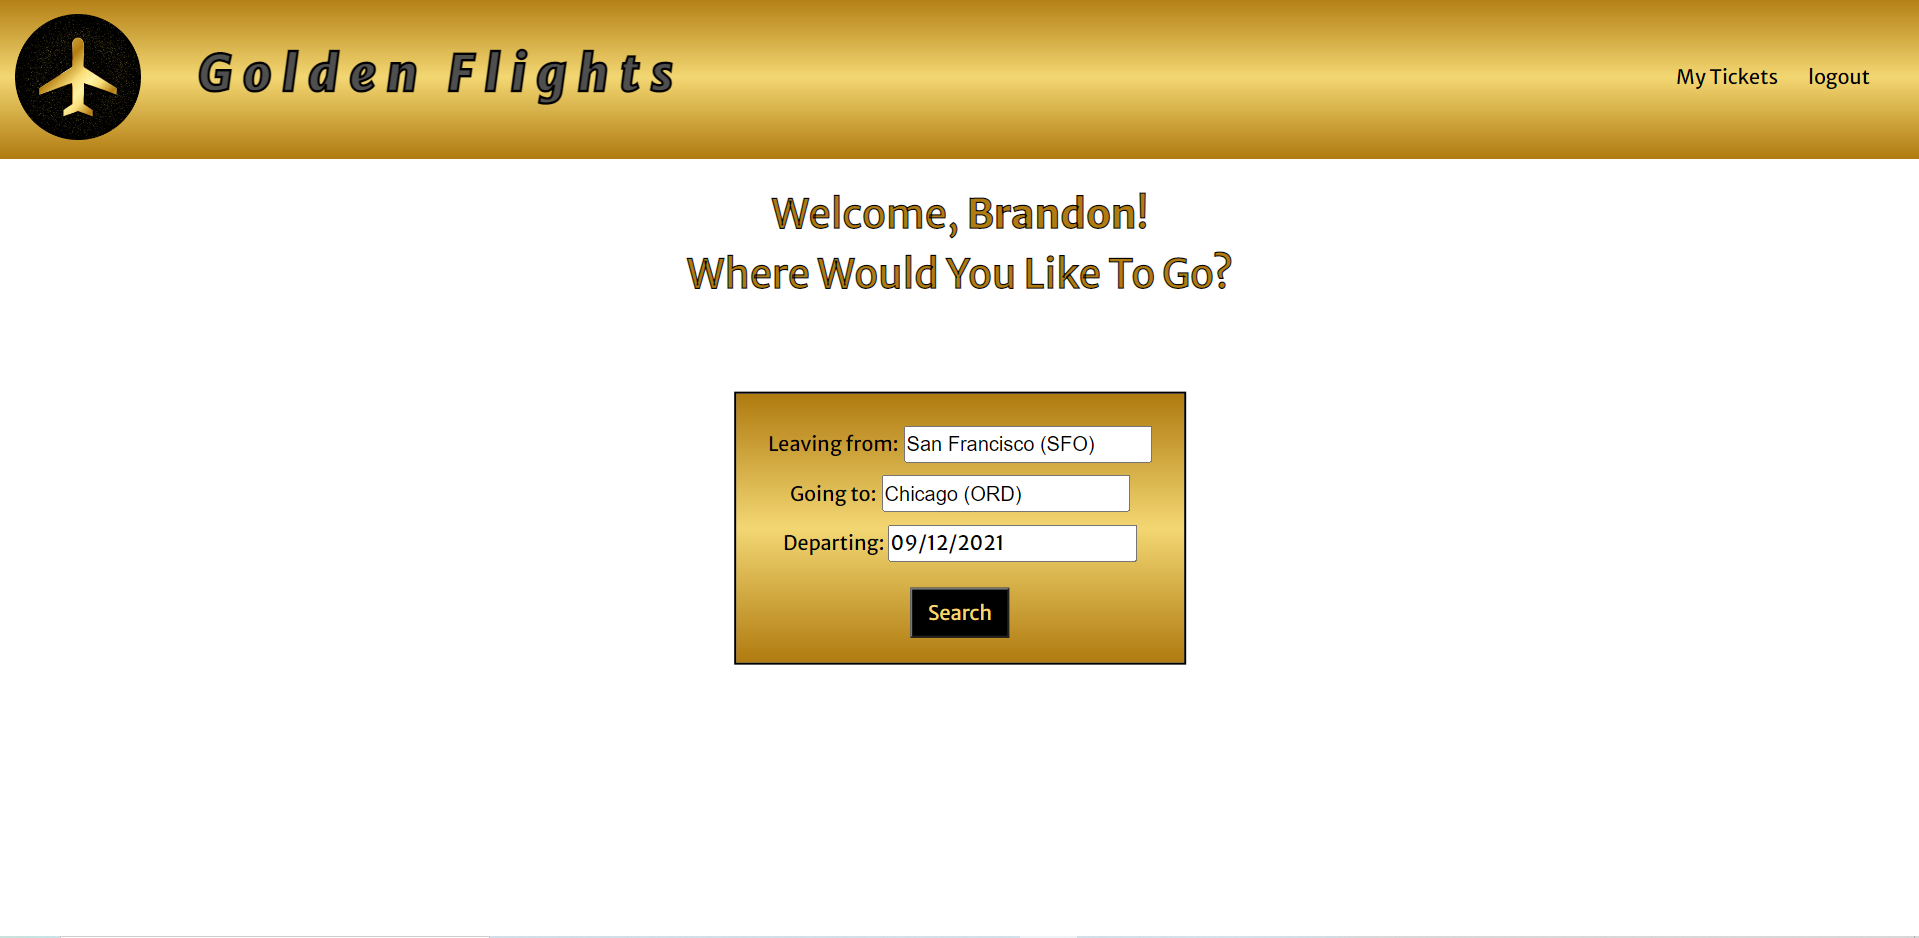 Golden Flights
My Tickets logout
Welcome, Brandon!
Where Would You Like To Go?
Leaving from: San Francisco (SFO)
Going to: Chicago (ORD)
Departing: 09/12/2021
Search